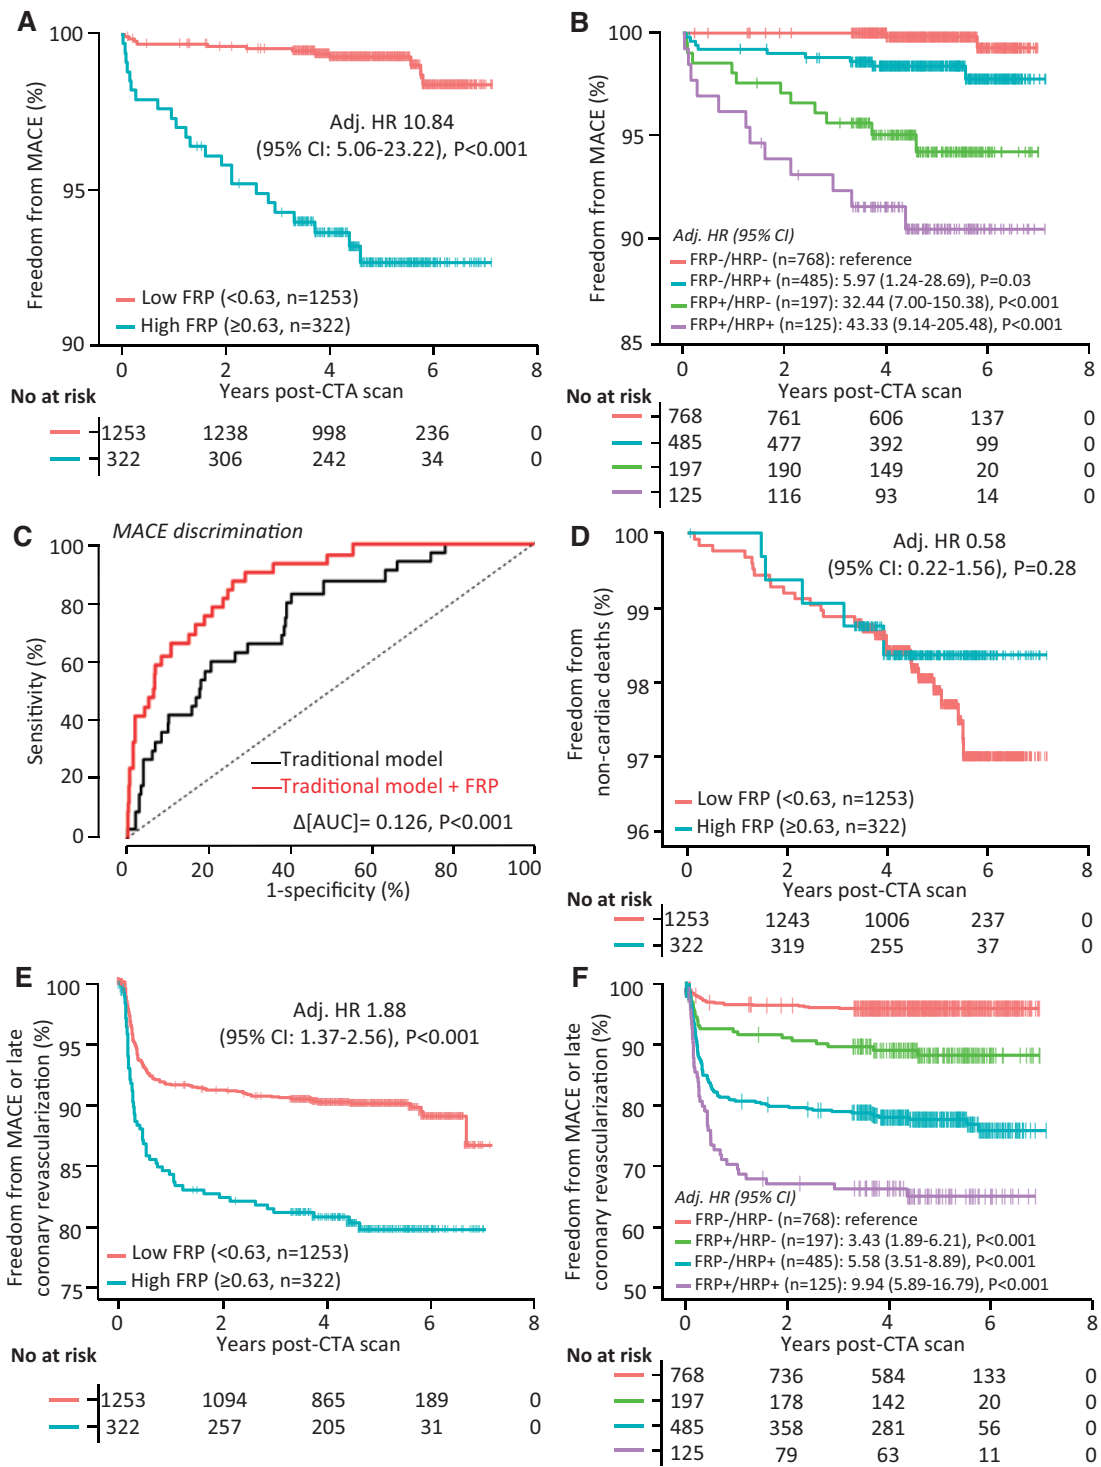 A
Freedom from MACE (%)
100
95
90
Adj. HR 10.84
(95% CI: 5.06-23.22), P<0.001
Low FRP (<0.63, n=1253)
High FRP (≥0.63, n=322)
0 2 4 6 8
Years post-CTA scan
No at risk
1253 1238 998 236 0
322 306 242 34 0
B
Freedom from MACE (%)
100
95
90
85
Adj. HR (95% CI)
FRP-/HRP- (n=768): reference
FRP-/HRP+ (n=485): 5.97 (1.24-28.69), P=0.03
FRP+/HRP- (n=197): 32.44 (7.00-150.38), P<0.001
FRP+/HRP+ (n=125): 43.33 (9.14-205.48), P<0.001
0 2 4 6 8
Years post-CTA scan
No at risk
768 761 606 137 0
485 477 392 99 0
197 190 149 20 0
125 116 93 14 0
C
MACE discrimination
Sensitivity (%)
100
80
60
40
20
0
Traditional model
Traditional model + FRP
Δ[AUC]= 0.126, P<0.001
0 20 40 60 80 100
1-specificity (%)
D
Freedom from
non-cardiac deaths (%)
100
99
98
97
96
Adj. HR 0.58
(95% CI: 0.22-1.56), P=0.28
Low FRP (<0.63, n=1253)
High FRP (≥0.63, n=322)
0 2 4 6 8
Years post-CTA scan
No at risk
1253 1243 1006 237 0
322 319 255 37 0
E
Freedom from MACE or late
coronary revascularization (%)
100
95
90
85
80
75
Adj. HR 1.88
(95% CI: 1.37-2.56), P<0.001
Low FRP (<0.63, n=1253)
High FRP (≥0.63, n=322)
0 2 4 6 8
Years post-CTA scan
No at risk
1253 1094 865 189 0
322 257 205 31 0
F
Freedom from MACE or late
coronary revascularization (%)
100
90
80
70
60
50
Adj. HR (95% CI)
FRP-/HRP- (n=768): reference
FRP+/HRP- (n=197): 3.43 (1.89-6.21), P<0.001
FRP-/HRP+ (n=485): 5.58 (3.51-8.89), P<0.001
FRP+/HRP+ (n=125): 9.94 (5.89-16.79), P<0.001
0 2 4 6 8
Years post-CTA scan
No at risk
768 736 584 133 0
197 178 142 20 0
485 358 281 56 0
125 79 63 11 0